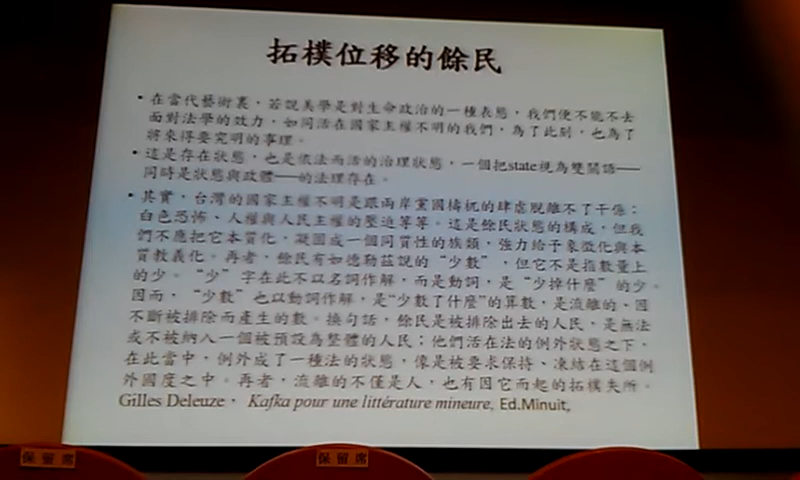 拓樸位移的餘民
• 在當代藝術裏，若說美學是對生命政治的一種表態，我們便不能不去
面對法學的效力，如同活在國家主權不明的我們，為了此刻，也為了
將來得要究明的事理。
• 這是存在狀態，也是依法而活的治理狀態，一個把state視為雙關語──
同時是狀態與政體──的法理存在。
• 其實，台灣的國家主權不明是跟兩岸黨國檮杌的肆虐脫離不了干係；
白色恐怖、人權與人民主權的壓迫等等。這是餘民狀態的構成，但我
們不應把它本質化，凝固成一個同質性的族類，強力給予象徵化與本
質教義化。再者，餘民有如德勒茲說的“少數”，但它不是指數量上
的少。“少”字在此不以名詞作解，而是動詞，是“少掉什麼”的少。
因而，“少數”也以動詞作解，是“少數了什麼”的算數，是流離的、因
不斷被排除而產生的數。換句話，餘民是被排除出去的人民，是無法
或不被納入一個被預設為整體的人民；他們活在法的例外狀態之下，
在此當中，例外成了一種法的狀態，像是被要求保持、凍結在這個例
外國度之中。再者，流離的不僅是人，也有因它而起的拓樸失所。
Gilles Deleuze， Kafka pour une littérature mineure, Ed.Minuit,
保留席
保留席